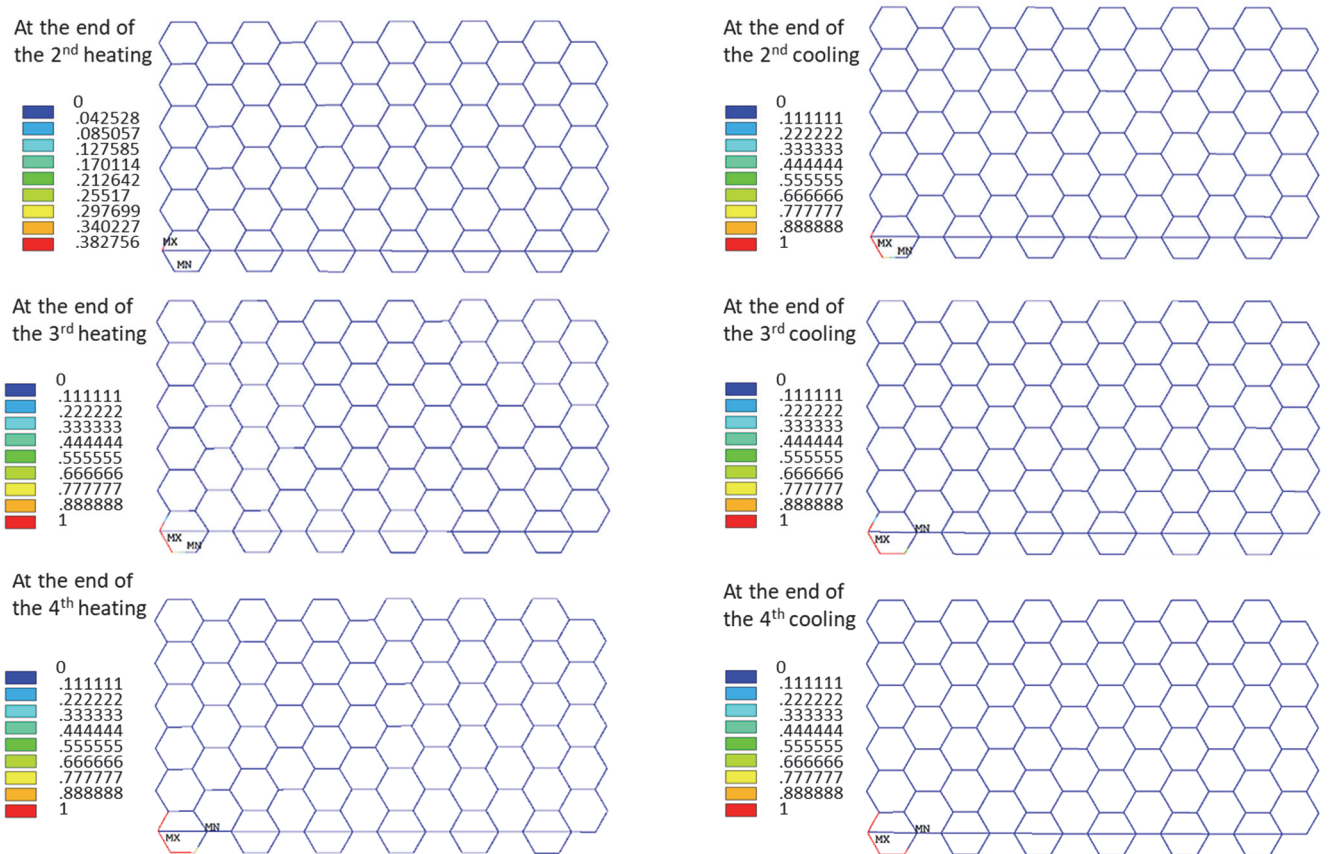 At the end of
the 2nd heating
0
.042528
.085057
.127585
.170114
.212642
.25517
.297699
.340227
.382756
MX
MN
At the end of
the 2nd cooling
0
.111111
.222222
.333333
.444444
.555555
.666666
.777777
.888888
1
MX
MN
At the end of
the 3rd heating
0
.111111
.222222
.333333
.444444
.555555
.666666
.777777
.888888
1
MX
MN
At the end of
the 3rd cooling
0
.111111
.222222
.333333
.444444
.555555
.666666
.777777
.888888
1
MN
MX
At the end of
the 4th heating
0
.111111
.222222
.333333
.444444
.555555
.666666
.777777
.888888
1
MN
MX
At the end of
the 4th cooling
0
.111111
.222222
.333333
.444444
.555555
.666666
.777777
.888888
1
MN
MX